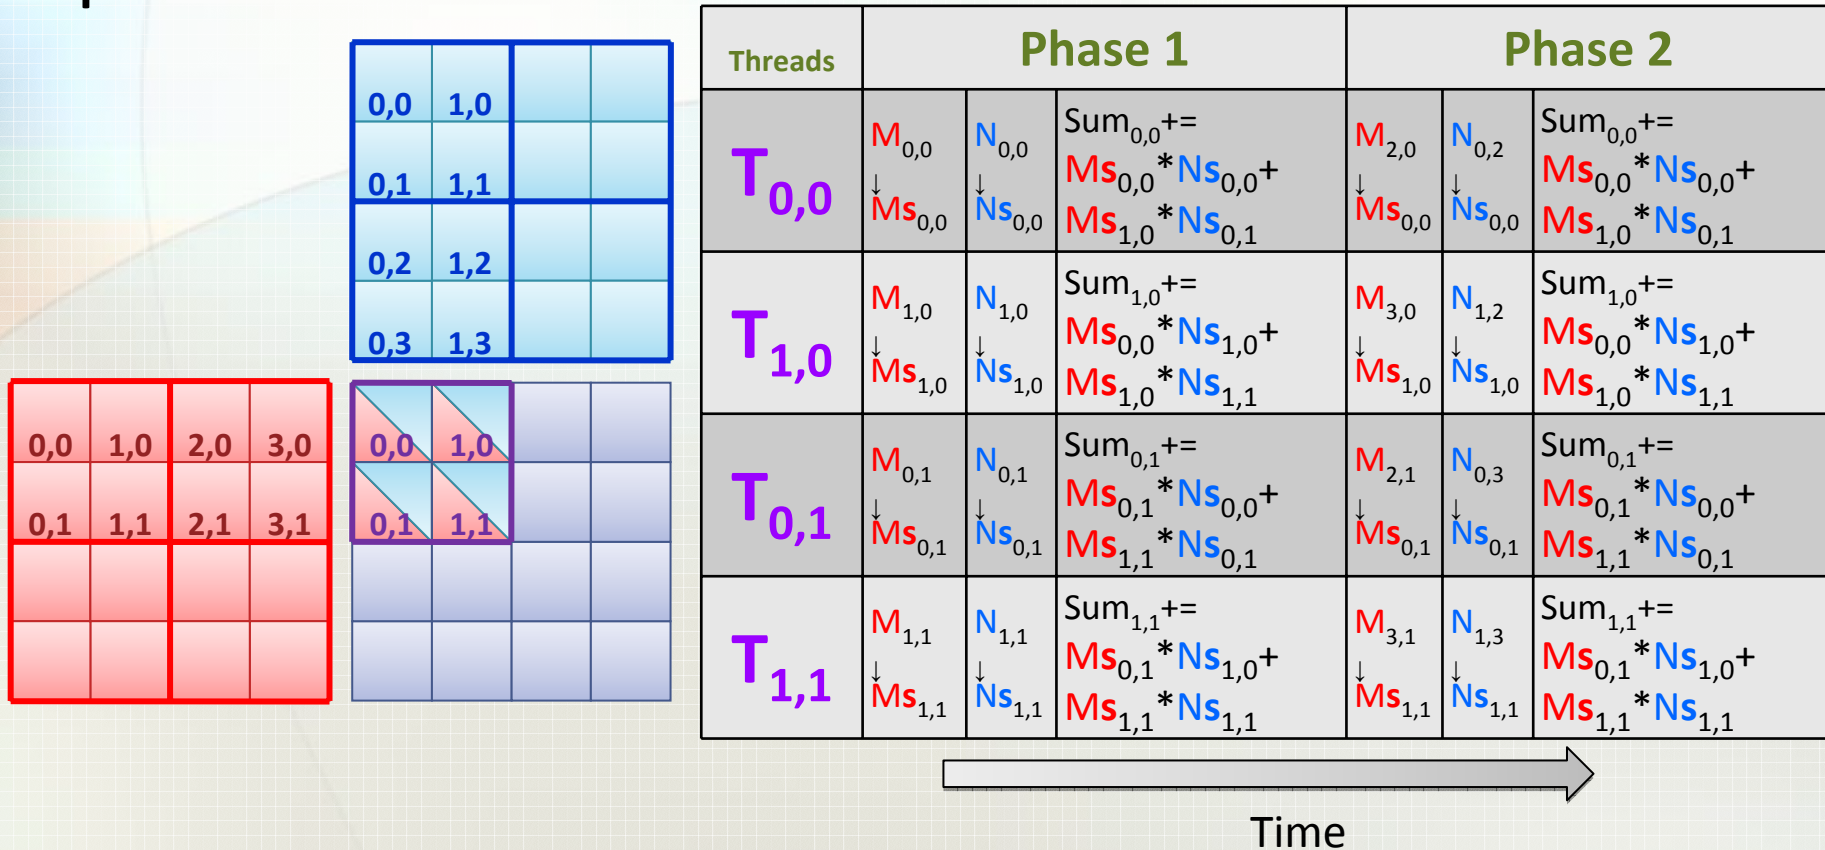 0,0 1,0
0,1 1,1
0,2 1,2
0,3 1,3
0,0 1,0 2,0 3,0
0,1 1,1 2,1 3,1
0,0 1,0
0,1 1,1
Threads Phase 1 Phase 2
T0,0
M0,0
↓
Ms0,0
N0,0
↓
Ns0,0
Sum0,0+=
Ms0,0*Ns0,0+
Ms1,0*Ns0,1
M2,0
↓
Ms0,0
N0,2
↓
Ns0,0
Sum0,0+=
Ms0,0*Ns0,0+
Ms1,0*Ns0,1
T1,0
M1,0
↓
Ms1,0
N1,0
↓
Ns1,0
Sum1,0+=
Ms0,0*Ns1,0+
Ms1,0*Ns1,1
M3,0
↓
Ms1,0
N1,2
↓
Ns1,0
Sum1,0+=
Ms0,0*Ns1,0+
Ms1,0*Ns1,1
T0,1
M0,1
↓
Ms0,1
N0,1
↓
Ns0,1
Sum0,1+=
Ms0,1*Ns0,0+
Ms1,1*Ns0,1
M2,1
↓
Ms0,1
N0,3
↓
Ns0,1
Sum0,1+=
Ms0,1*Ns0,0+
Ms1,1*Ns0,1
T1,1
M1,1
↓
Ms1,1
N1,1
↓
Ns1,1
Sum1,1+=
Ms0,1*Ns1,0+
Ms1,1*Ns1,1
M3,1
↓
Ms1,1
N1,3
↓
Ns1,1
Sum1,1+=
Ms0,1*Ns1,0+
Ms1,1*Ns1,1
Time